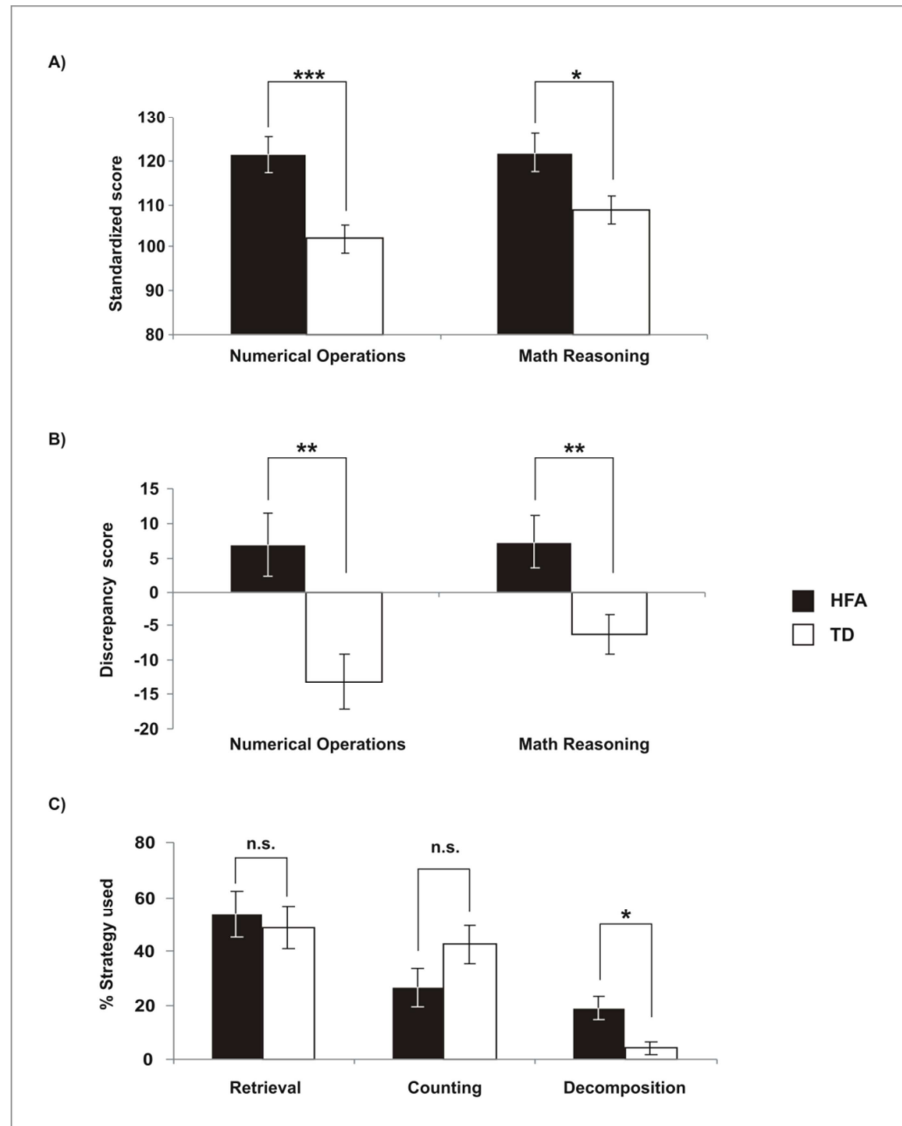 A)
***
*
130
120
110
100
90
80
Standardized score
Numerical Operations
Math Reasoning
B)
**
**
15
10
5
0
-5
-10
-15
-20
Discrepancy score
Numerical Operations
Math Reasoning
HFA
TD
C)
80
60
40
20
0
% Strategy used
n.s.
n.s.
*
Retrieval
Counting
Decomposition